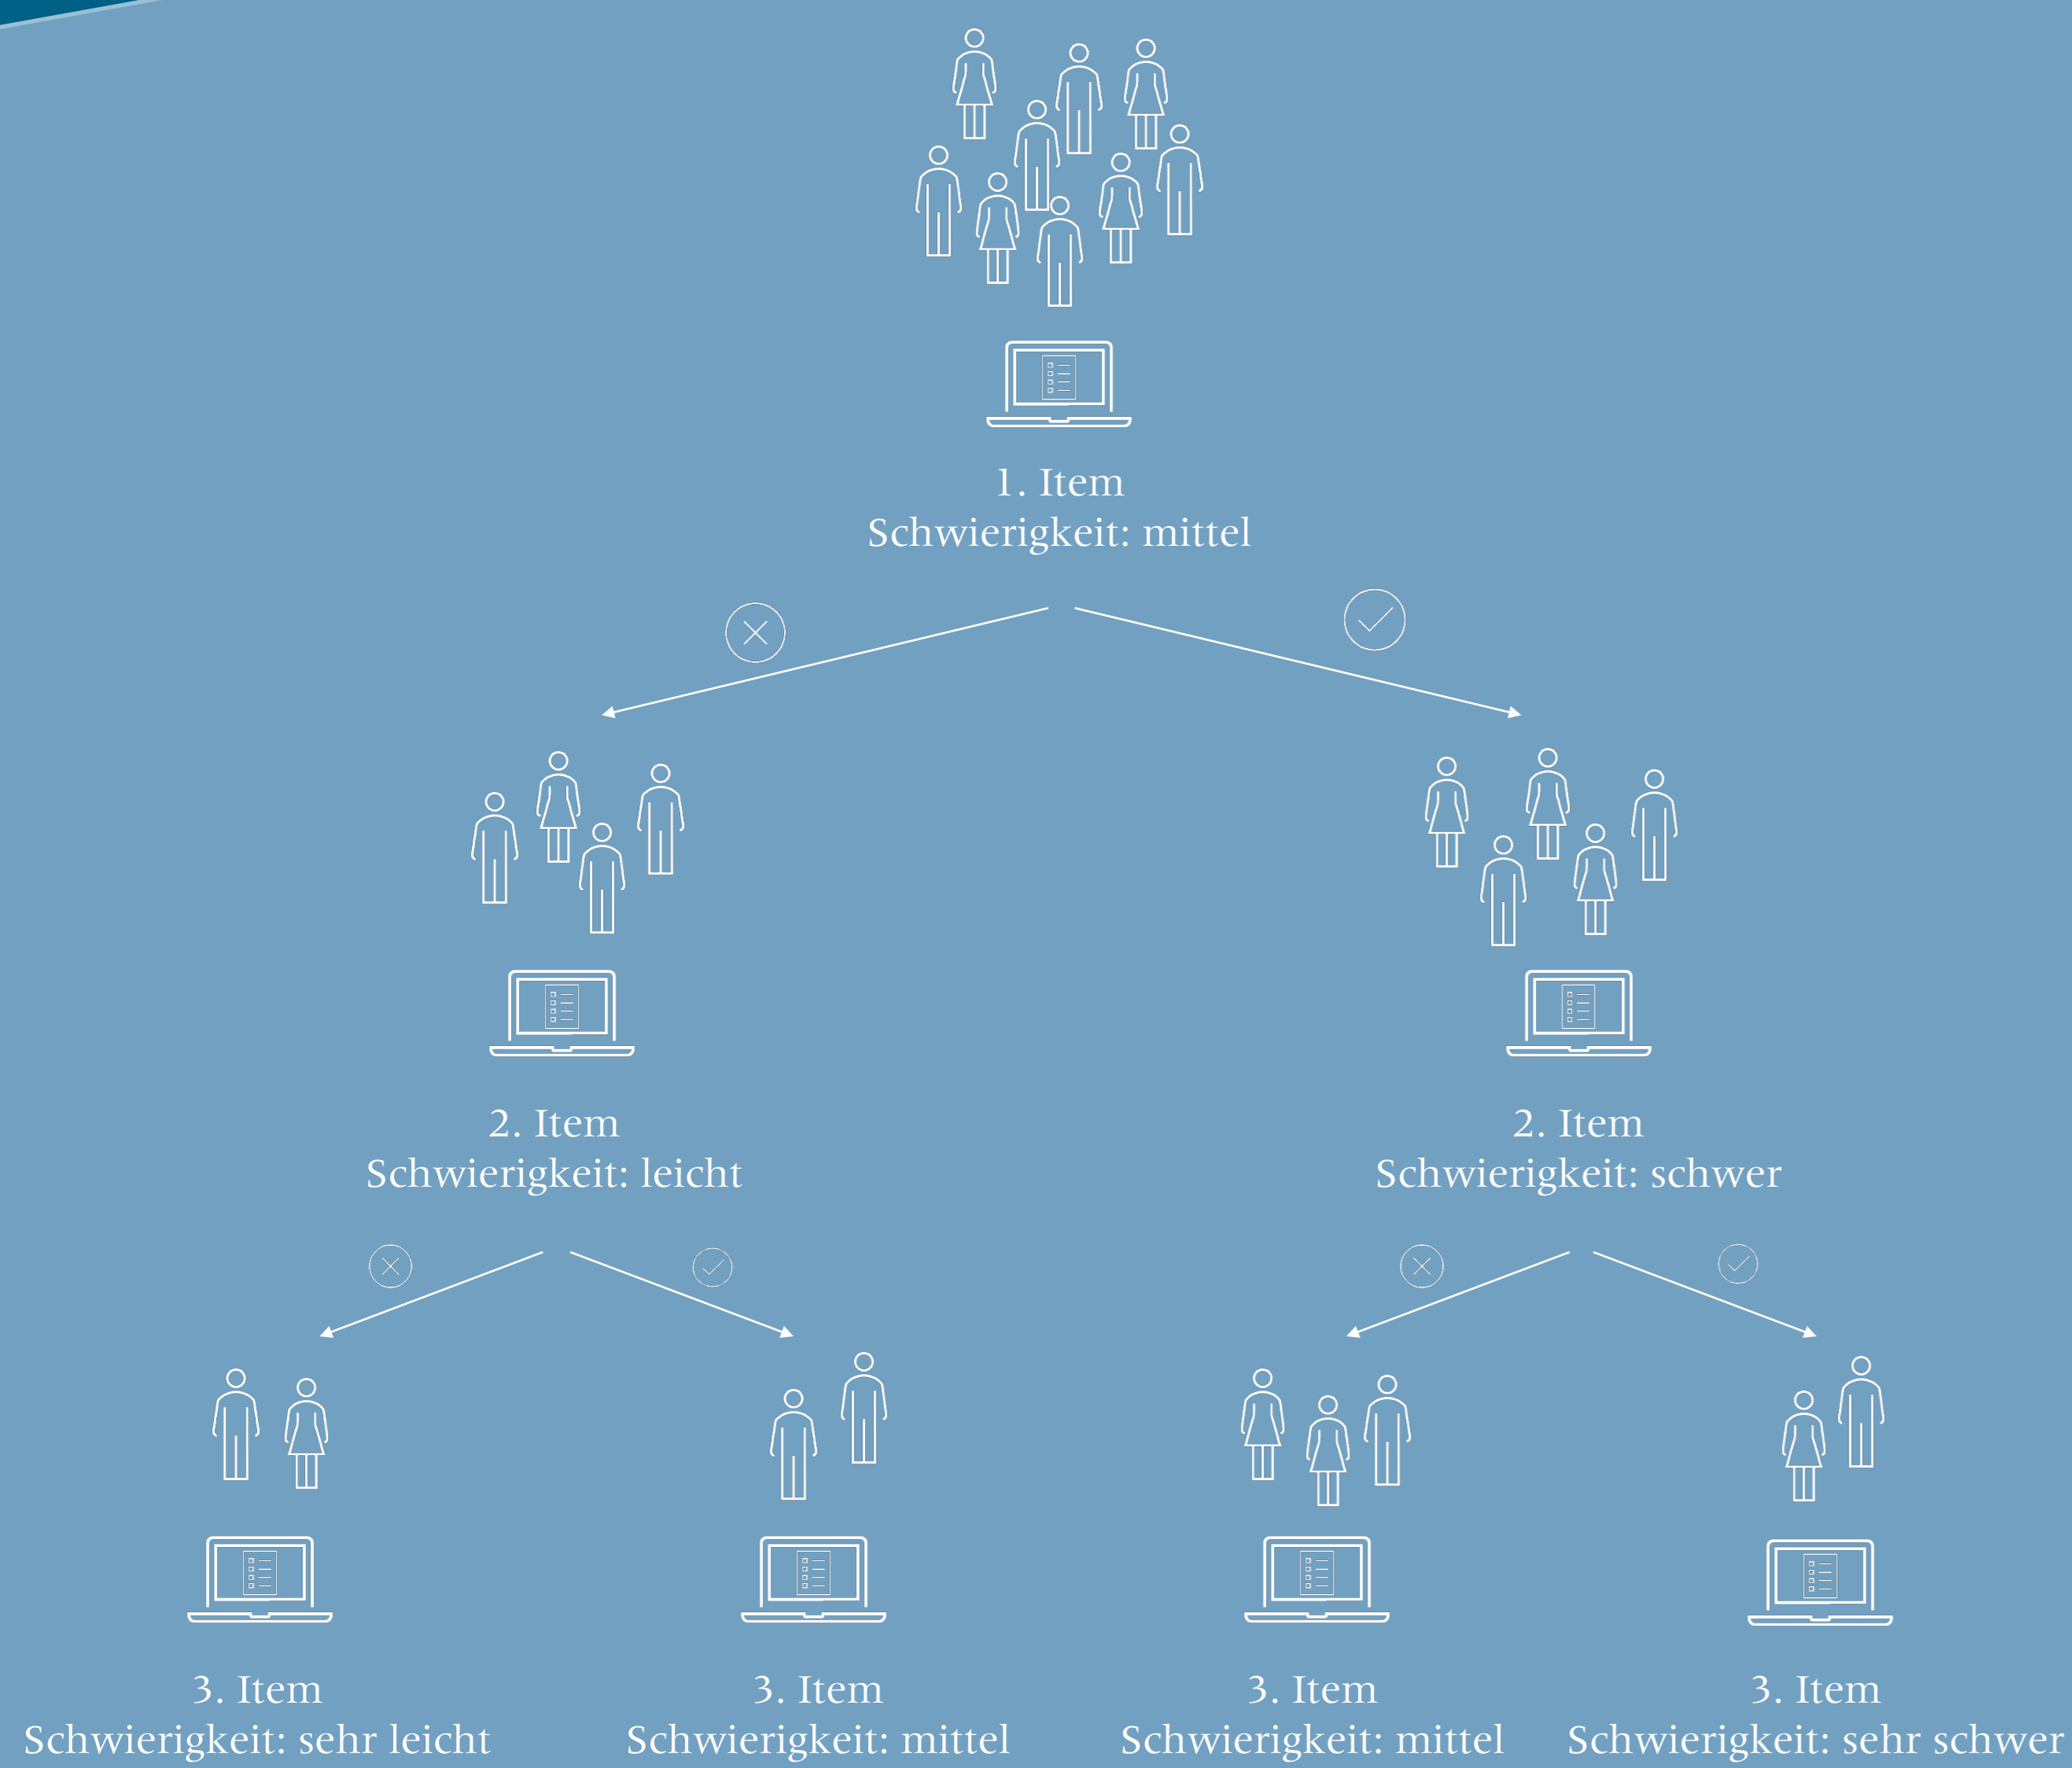 1. Item
Schwierigkeit: mittel
2. Item
Schwierigkeit: leicht
2. Item
Schwierigkeit: schwer
3. Item
Schwierigkeit: sehr leicht
3. Item
Schwierigkeit: mittel
3. Item
Schwierigkeit: mittel
3. Item
Schwierigkeit: sehr schwer